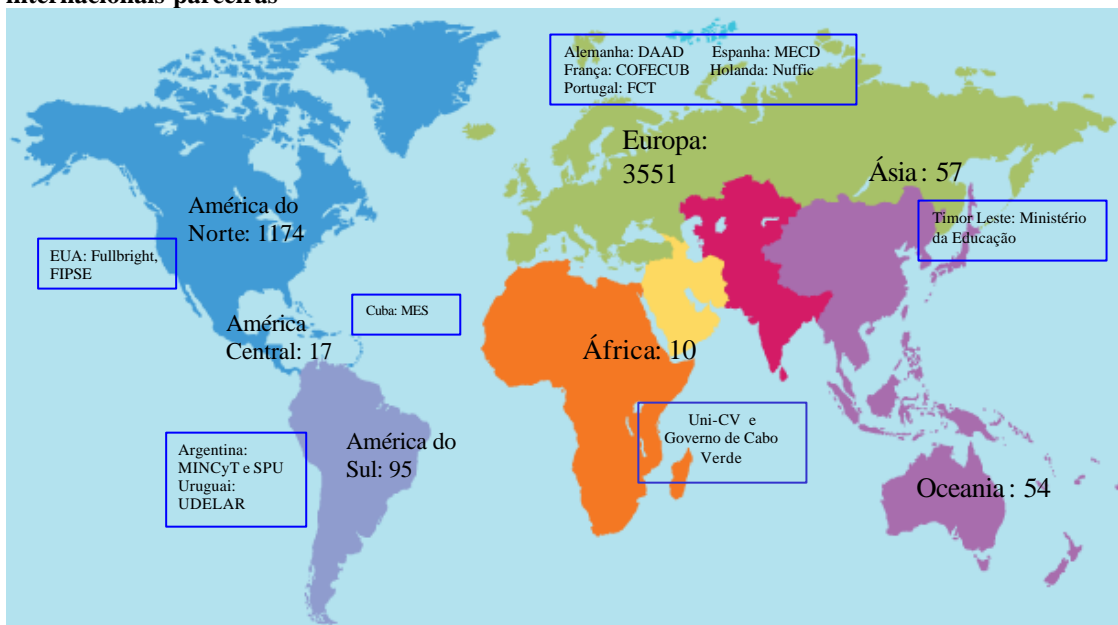 internacionais parceiras
Alemanha: DAAD Espanha: MECD
França: COFECUB Holanda: Nuffic
Portugal: FCT
Europa:
3551
Ásia : 57
América do
Norte: 1174
Timor Leste: Ministério
da Educação
EUA: Fullbright,
FIPSE
Cuba: MES
América
Central: 17
África: 10
Uni-CV e
Governo de Cabo
Verde
América do
Sul: 95
Argentina:
MINCyT e SPU
Uruguai:
UDELAR
Oceania : 54